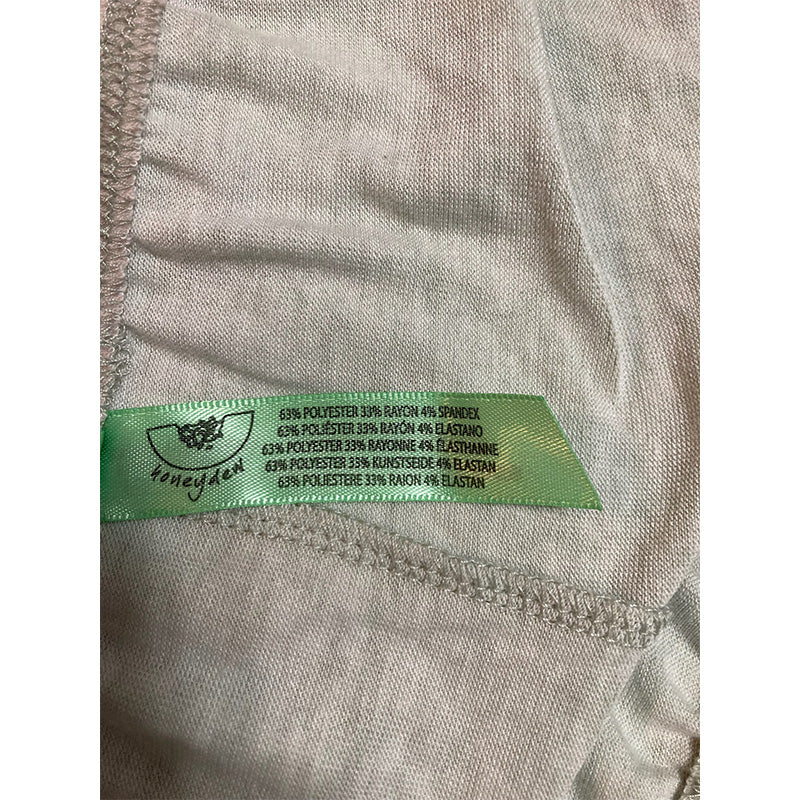 63% POLYESTER 33% RAYON 4% SPANDEX
63% POLIÉSTER 33% RAYÓN 4% ELASTANO
63% POLYESTER 33% RAYONNE 4% ÉLASTHANNE
63% POLYESTER 33% KUNSTSEIDE 4% ELASTAN
63% POLIESTERE 33% RAION 4% ELASTAN
honeydew